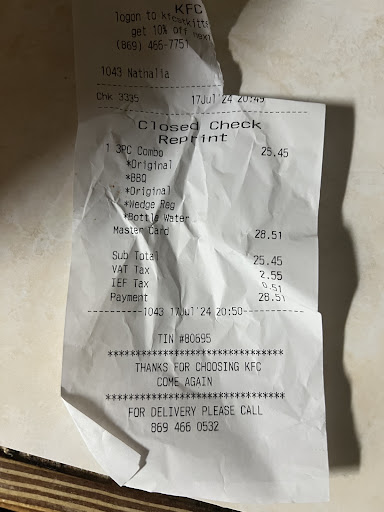 KFC
logon to kfcstkitts
get 10% off next
(869) 466-7751
1043 Nathalia
Chk 3335 17Jul'24 20:49
Closed Check
Reprint
1 3PC Combo 25.45
*Original
*BBQ
*Original
*Wedge Reg
*Bottle Water
Master Card 28.51
Sub Total 25.45
VAT Tax 2.55
IEF Tax 0.51
Payment 28.51
----------1043 17Jul'24 20:50----------
TIN #80695
**********************************
THANKS FOR CHOOSING KFC
COME AGAIN
**********************************
FOR DELIVERY PLEASE CALL
869 466 0532